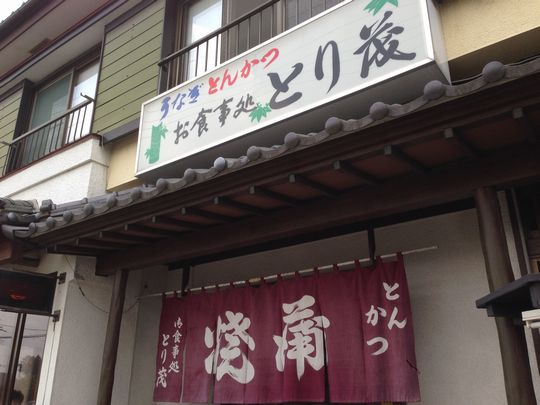 うなぎ とんかつ
お食事処 とり茂
とんかつ
蒲焼
お食事処 とり茂